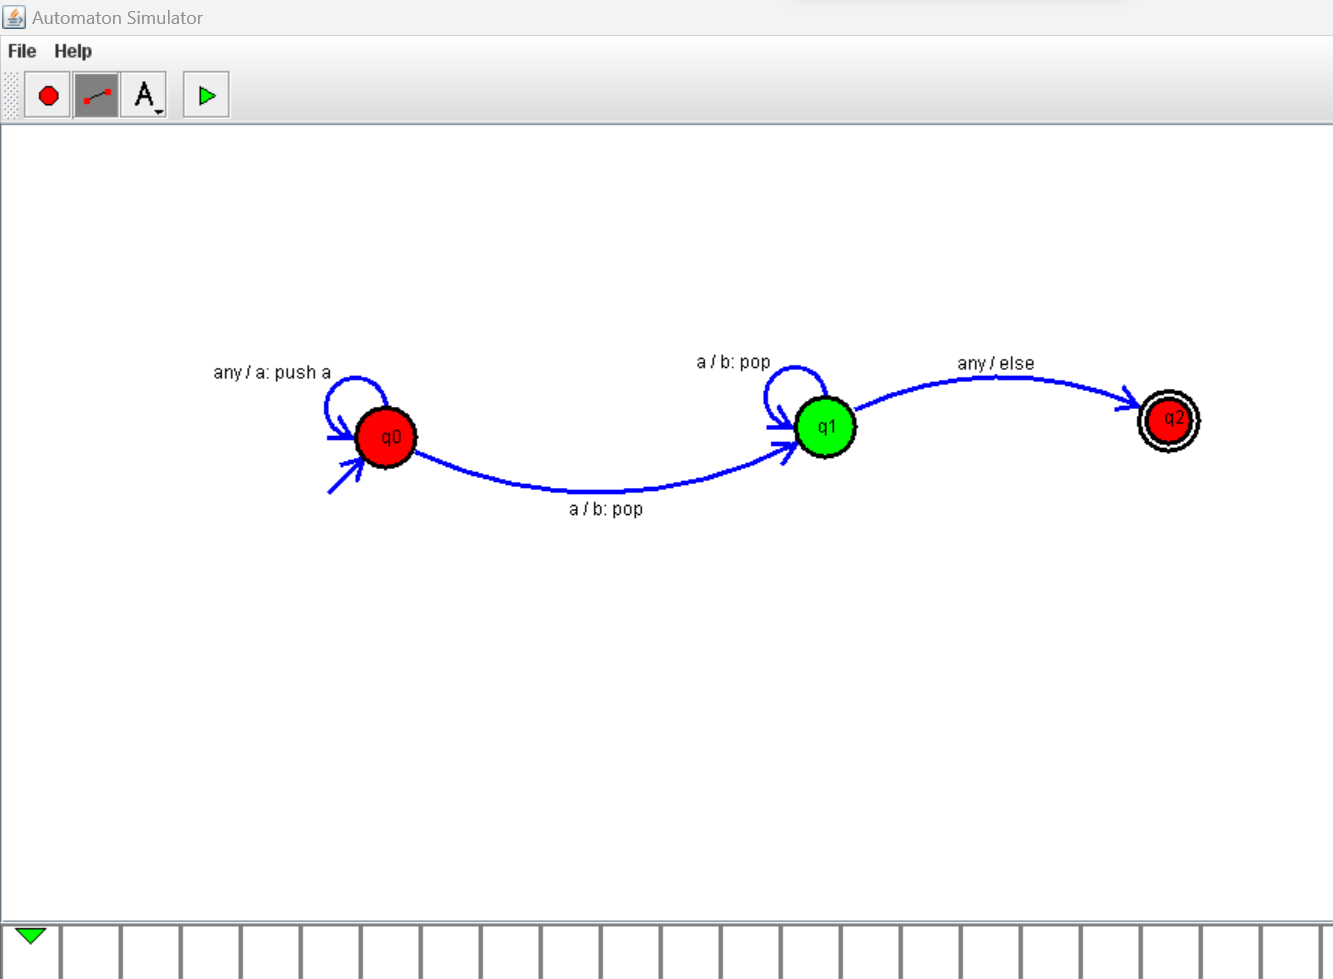 Automaton Simulator
File Help
A
any / a: push a
a / b: pop
any / else
q0
q1
q2
a / b: pop